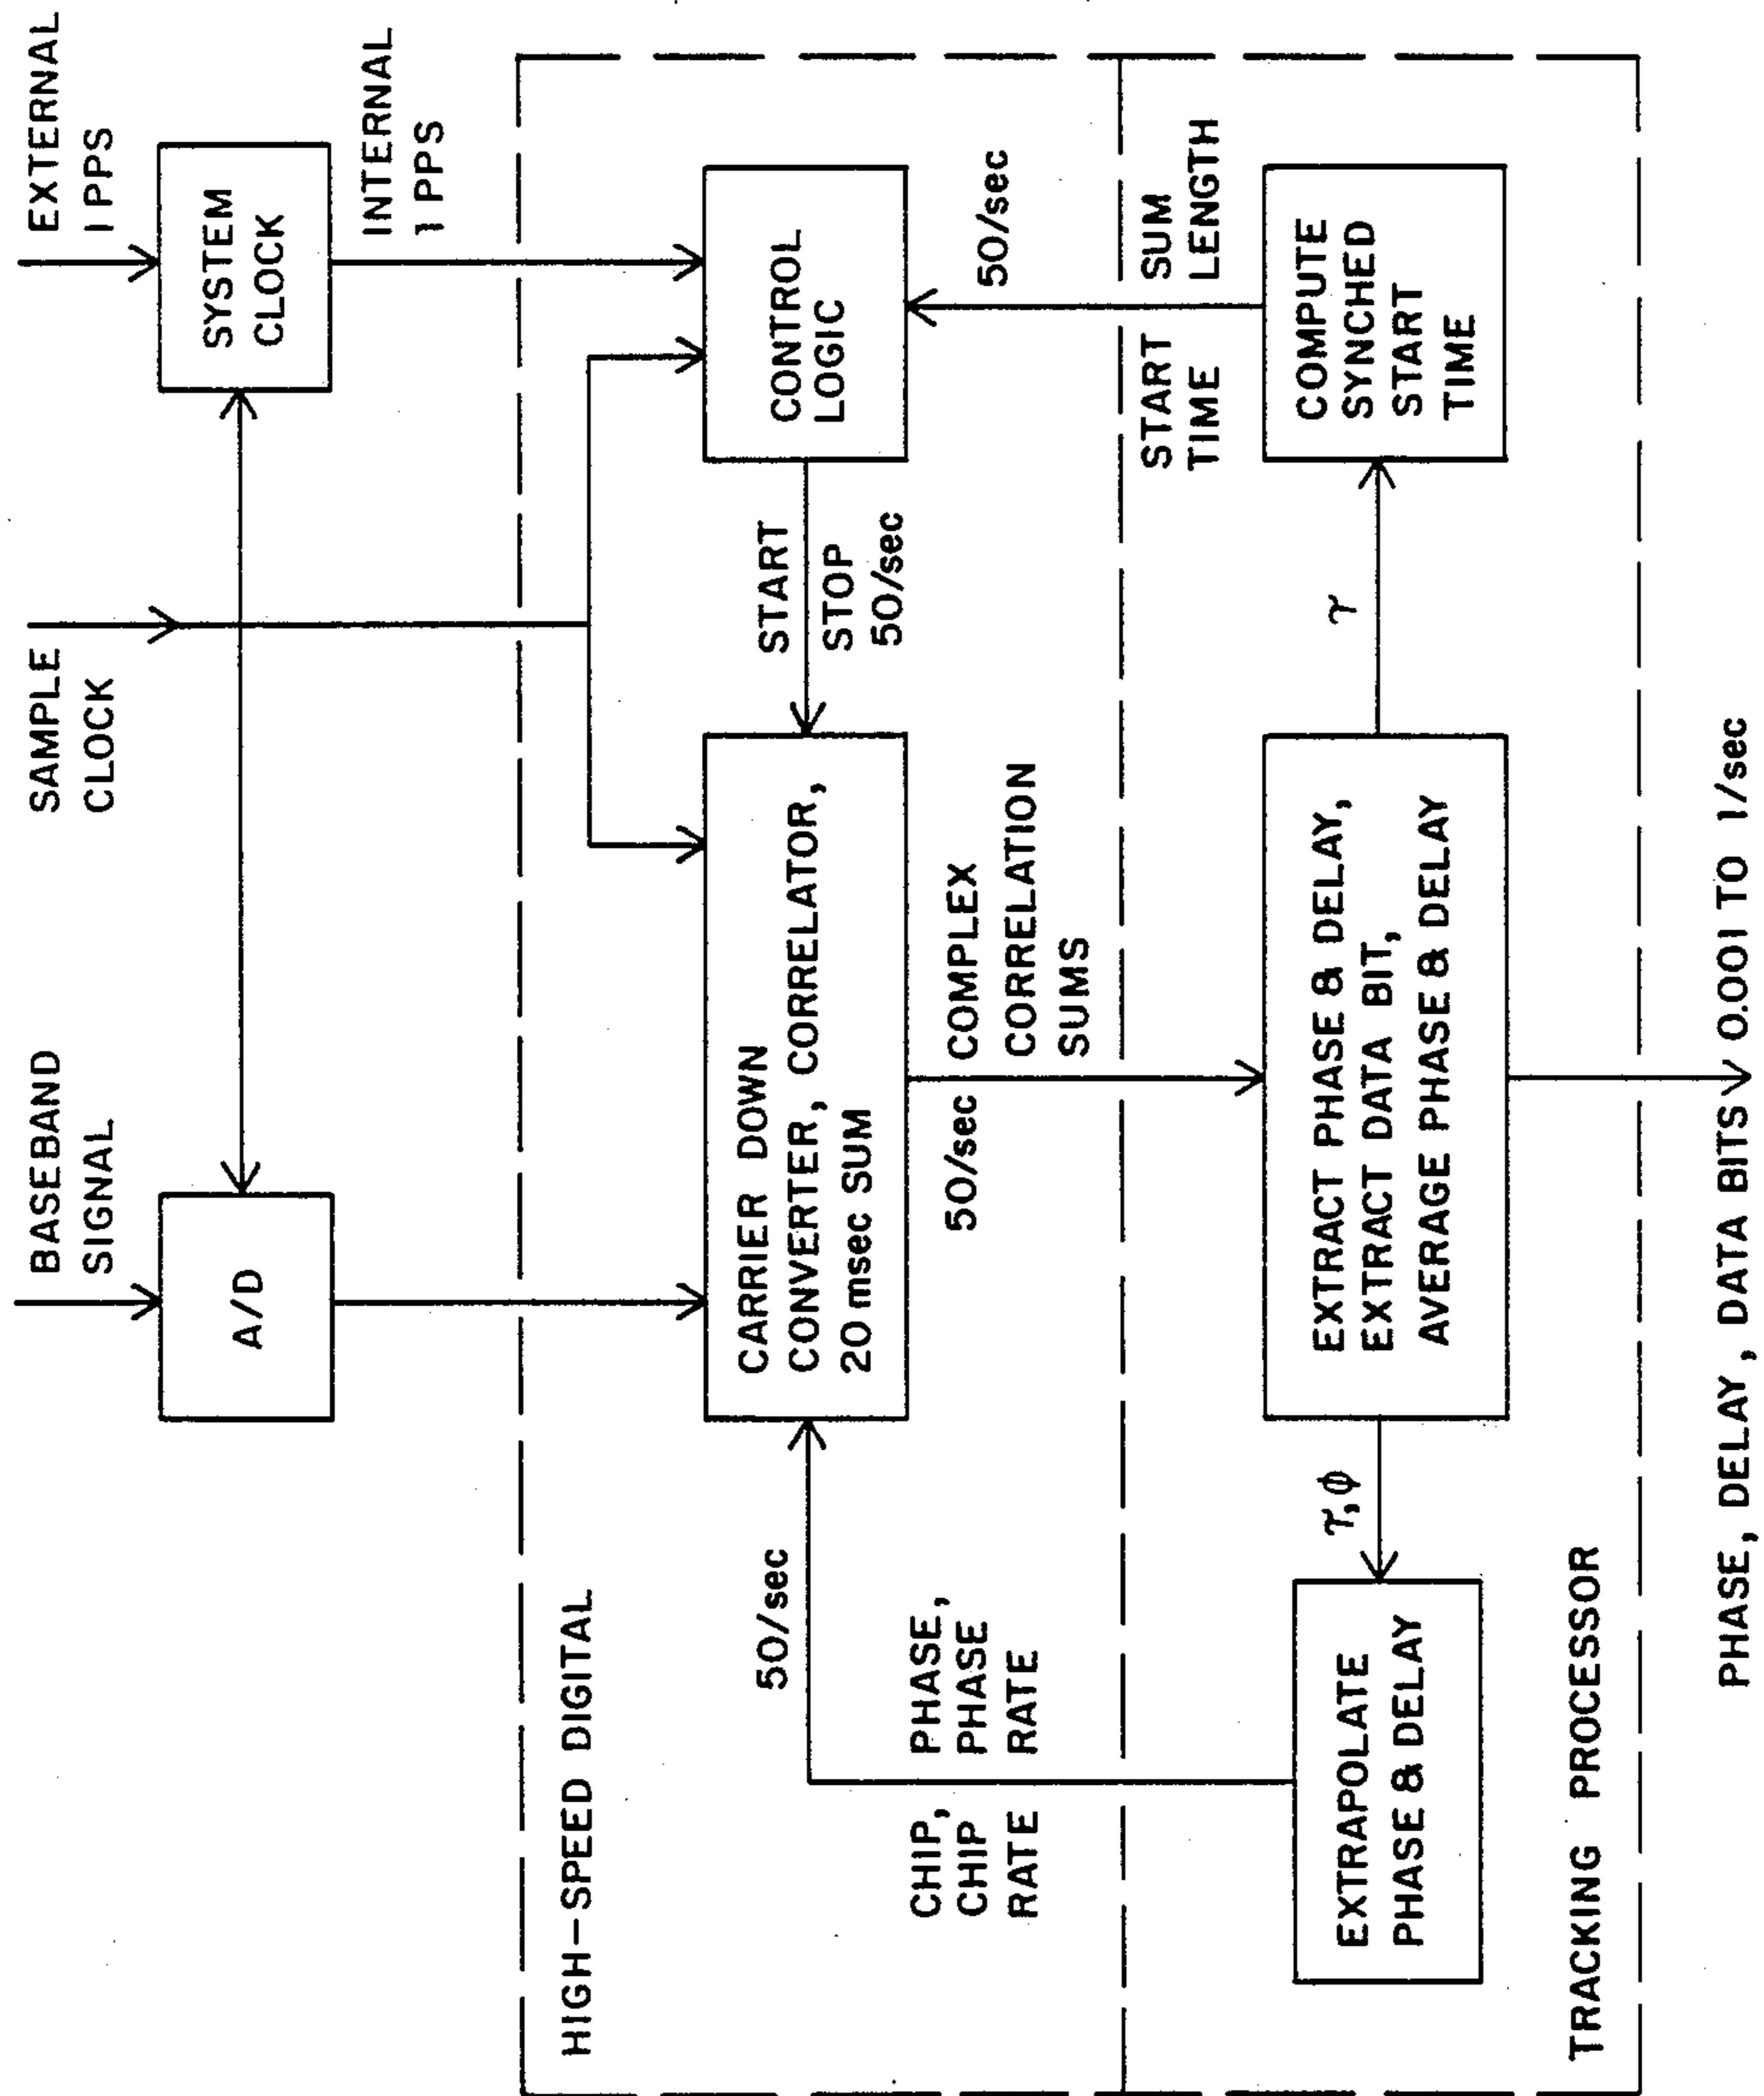 BASEBAND
SIGNAL
SAMPLE
CLOCK
EXTERNAL
1 PPS
A/D
SYSTEM
CLOCK
INTERNAL
1 PPS
HIGH-SPEED DIGITAL
CARRIER DOWN
CONVERTER, CORRELATOR,
20 msec SUM
START
STOP
50/sec
CONTROL
LOGIC
50/sec
CHIP,
CHIP
RATE
PHASE,
PHASE
RATE
50/sec
COMPLEX
CORRELATION
SUMS
50/sec
START
TIME
SUM
LENGTH
EXTRAPOLATE
PHASE & DELAY
τ, φ
EXTRACT PHASE & DELAY,
EXTRACT DATA BIT,
AVERAGE PHASE & DELAY
τ
COMPUTE
SYNCHED
START
TIME
TRACKING PROCESSOR
PHASE, DELAY, DATA BITS 0.001 TO 1/sec